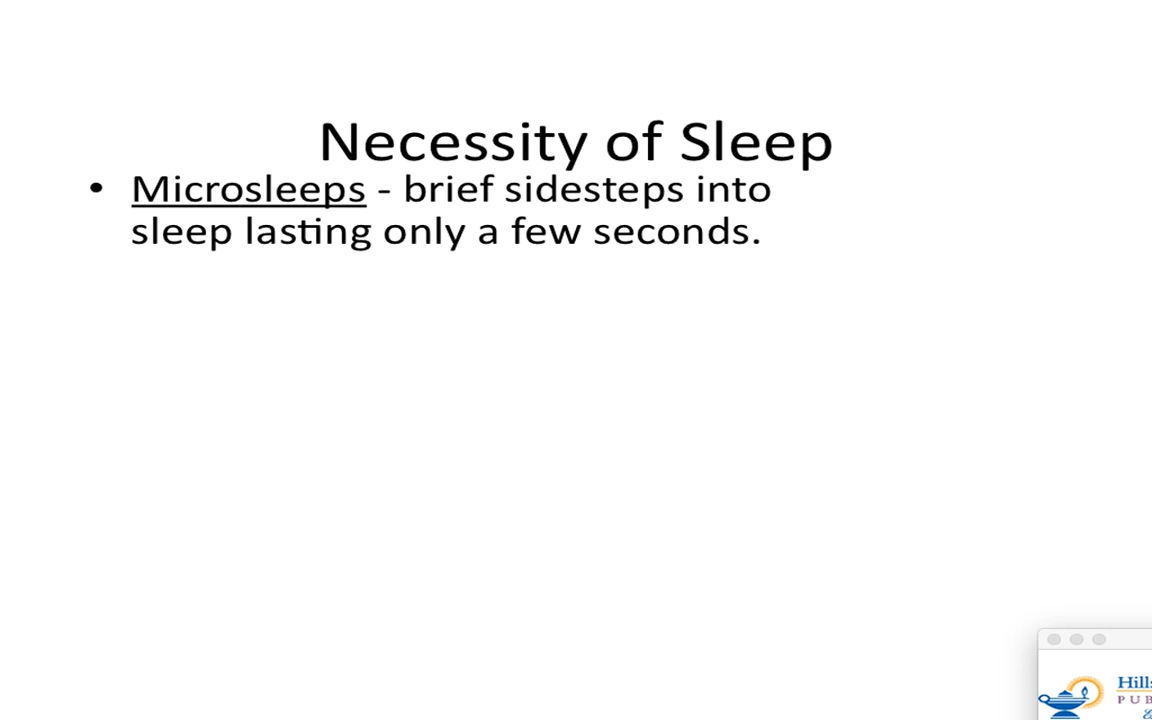 Necessity of Sleep
• Microsleeps - brief sidesteps into
sleep lasting only a few seconds.